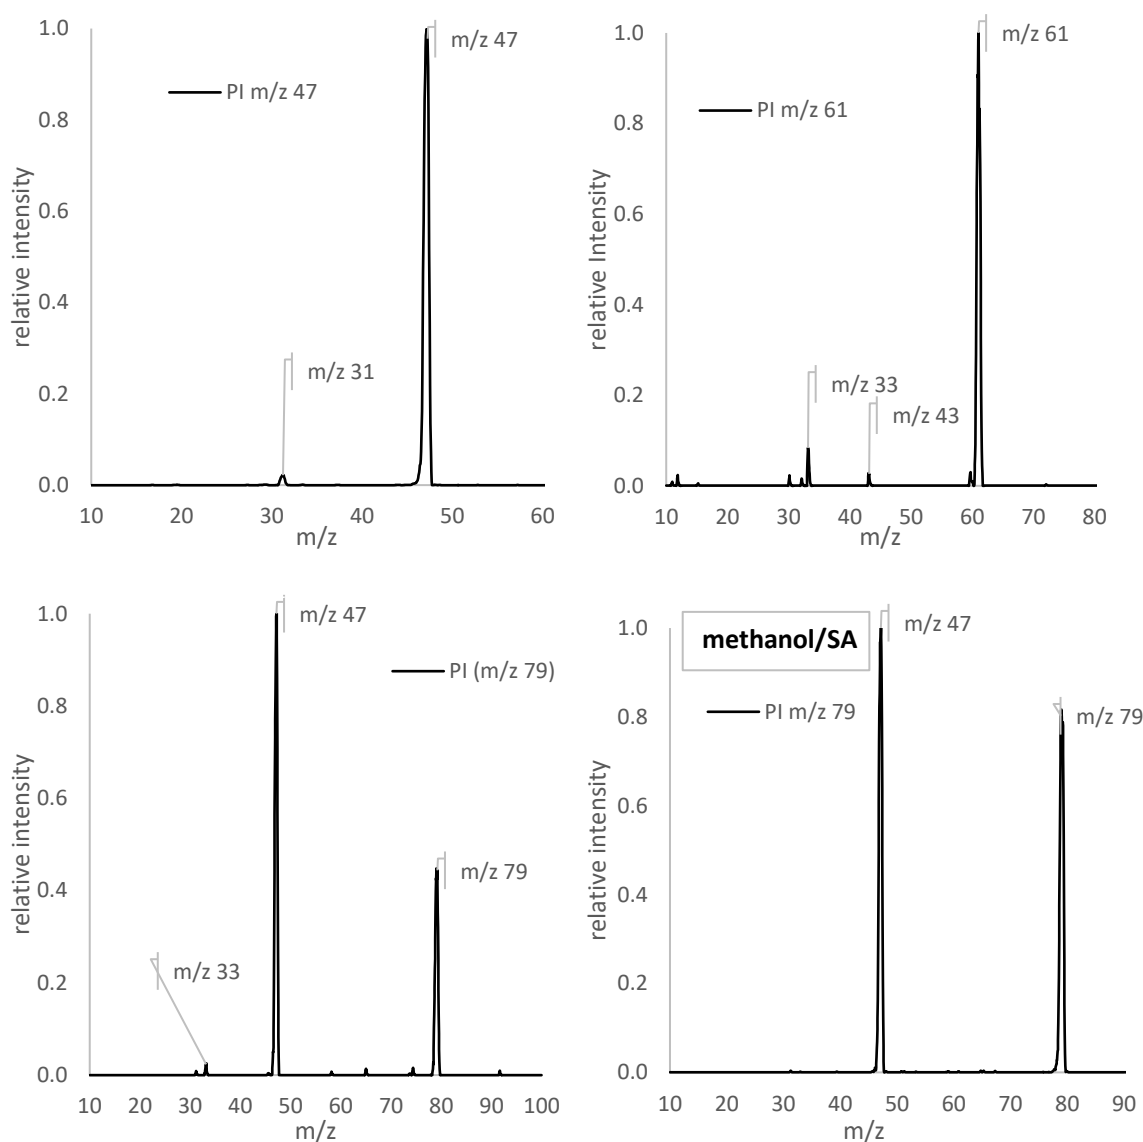 1.0
0.8
0.6
0.4
0.2
0.0
relative intensity
PI m/z 47
m/z 47
m/z 31
10 20 30 40 50 60
m/z
1.0
0.8
0.6
0.4
0.2
0.0
relative Intensity
PI m/z 61
m/z 61
m/z 33
m/z 43
10 20 30 40 50 60 70 80
m/z
1.0
0.8
0.6
0.4
0.2
0.0
relative intensity
m/z 47
PI (m/z 79)
m/z 79
m/z 33
10 20 30 40 50 60 70 80 90 100
m/z
1.0
0.8
0.6
0.4
0.2
0.0
relative intensity
methanol/SA
m/z 47
PI m/z 79
m/z 79
10 20 30 40 50 60 70 80 90
m/z